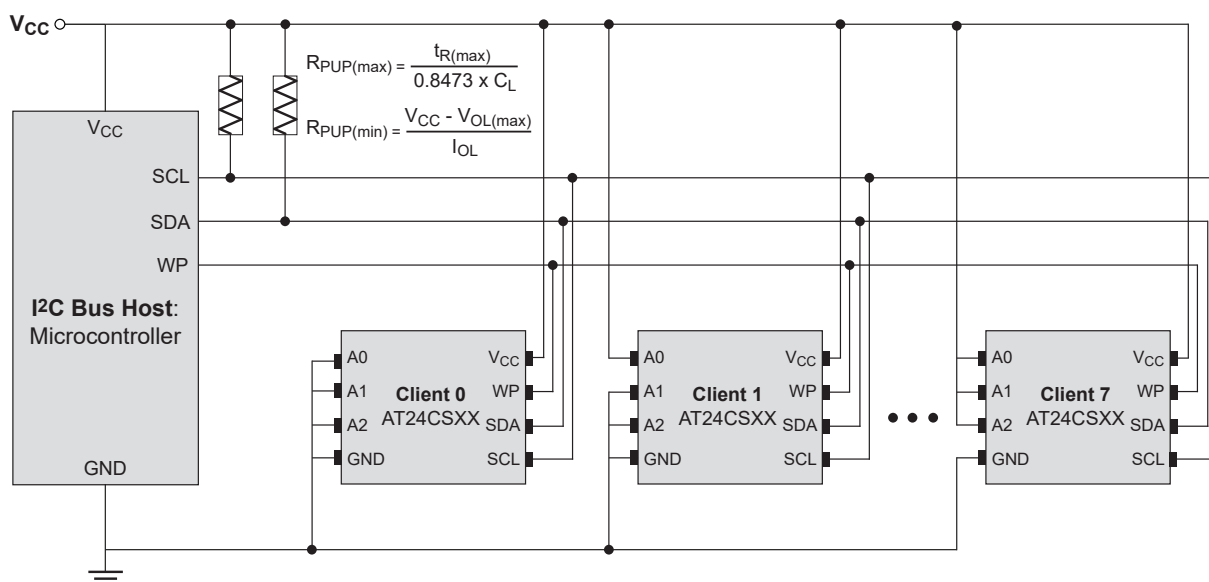 VCC
RPUP(max) = tR(max)
0.8473 x CL
RPUP(min) = VCC - VOL(max)
IOL
VCC
SCL
SDA
WP
I2C Bus Host:
Microcontroller
GND
A0
A1
A2
GND
Client 0
AT24CSXX
VCC
WP
SDA
SCL
A0
A1
A2
GND
Client 1
AT24CSXX
VCC
WP
SDA
SCL
A0
A1
A2
GND
Client 7
AT24CSXX
VCC
WP
SDA
SCL